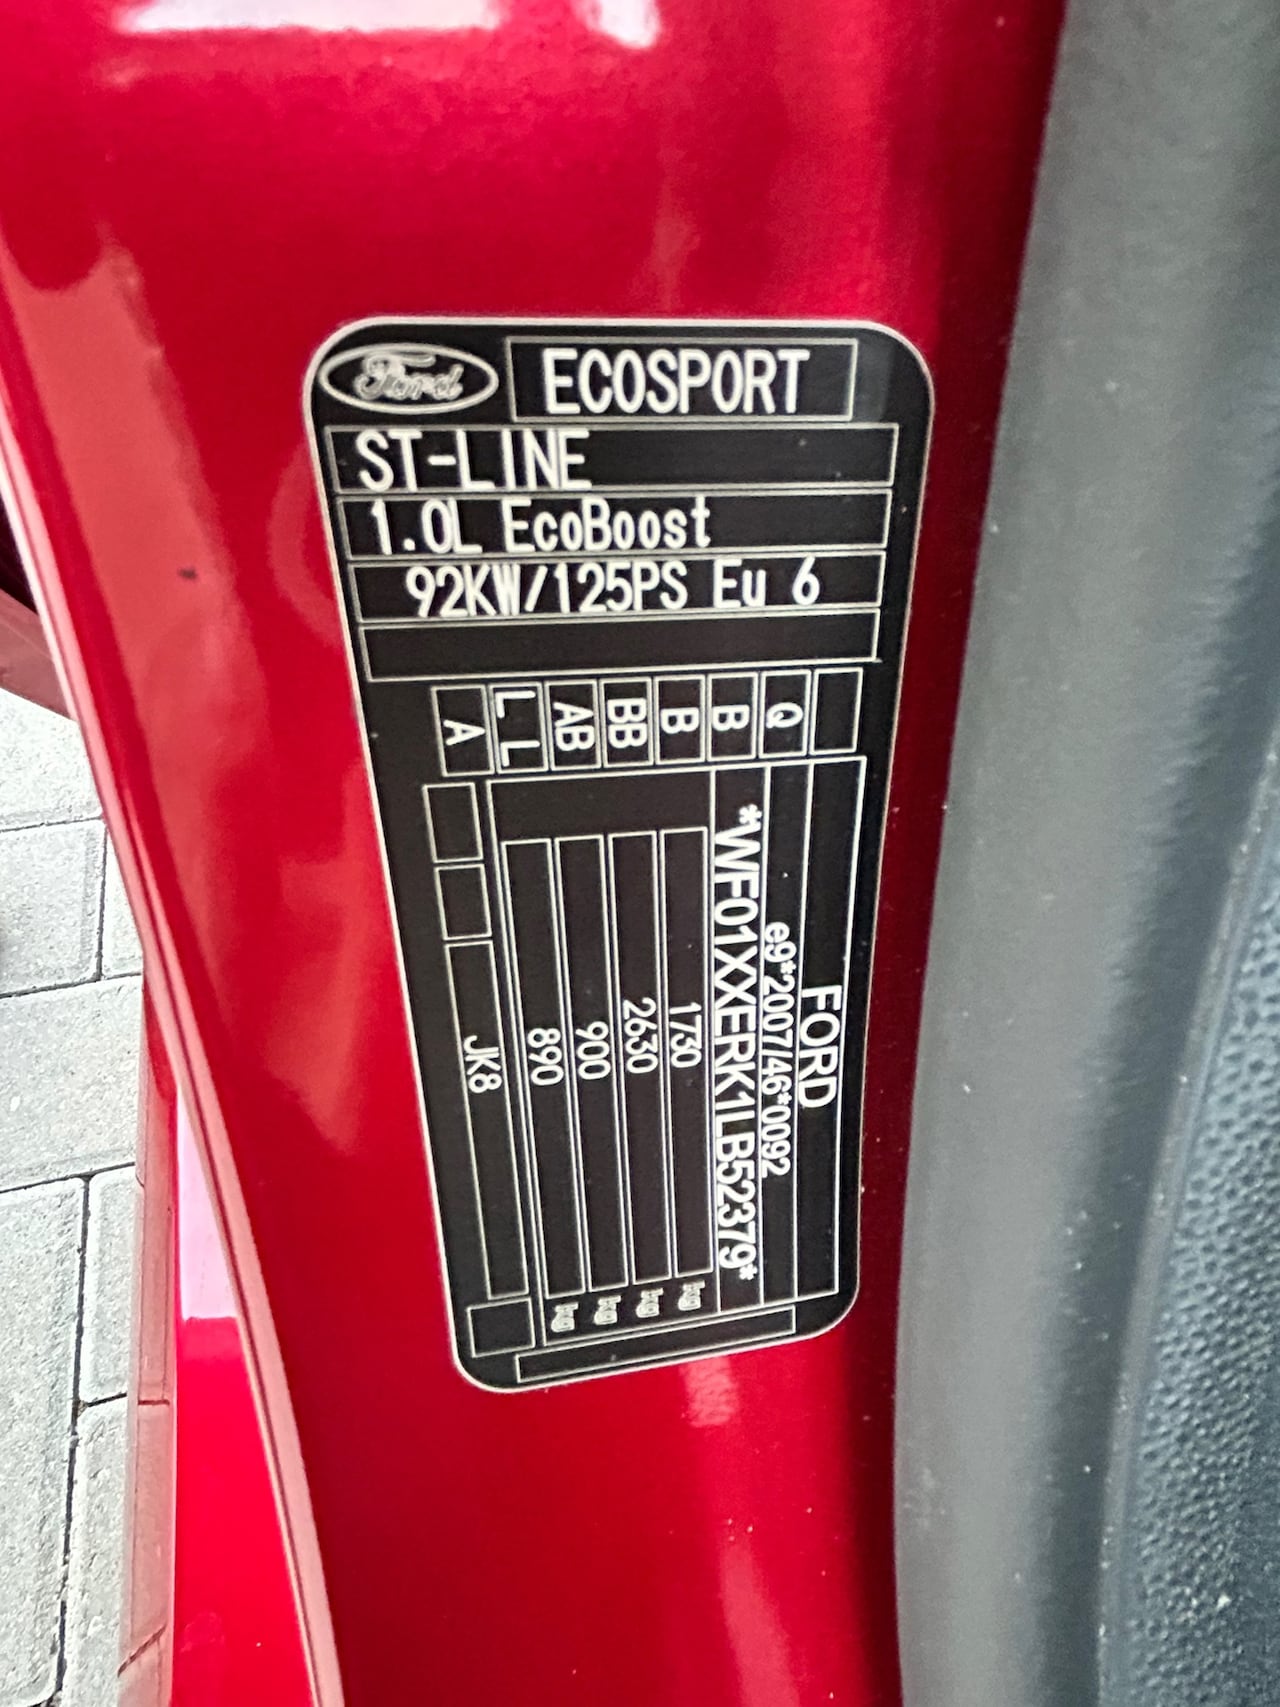 Ford
ECOSPORT
ST-LINE
1.0L EcoBoost
92KW/125PS Eu 6
Q
B
B
BB
AB
L L
A
FORD
e9*2007/46*0092
*WF01XXERK1LB52379*
1730 kg
2630 kg
900 kg
890 kg
JK8